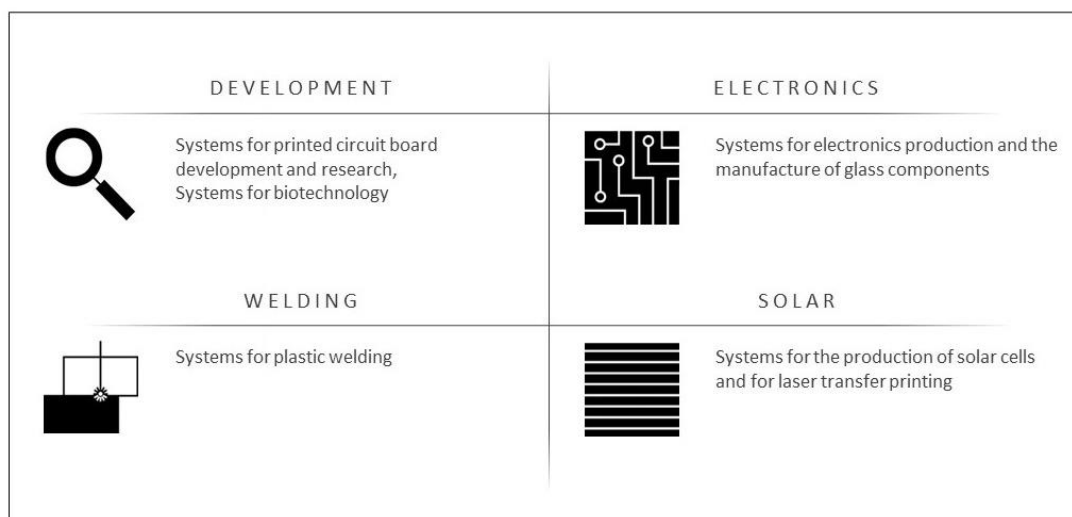 DEVELOPMENT
Systems for printed circuit board
development and research,
Systems for biotechnology
ELECTRONICS
Systems for electronics production and the
manufacture of glass components
WELDING
Systems for plastic welding
SOLAR
Systems for the production of solar cells
and for laser transfer printing